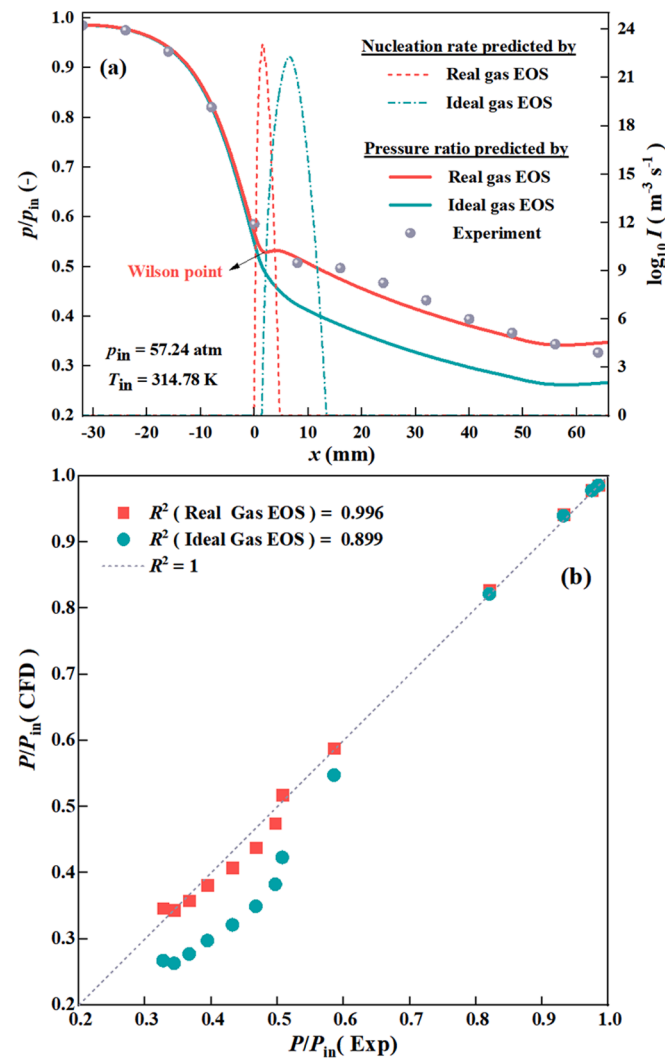 1.0
0.9
0.8
0.7
0.6
0.5
0.4
0.3
0.2
p/p_in (-)
(a)
Nucleation rate predicted by
Real gas EOS
Ideal gas EOS
Pressure ratio predicted by
Real gas EOS
Ideal gas EOS
Experiment
Wilson point
p_in = 57.24 atm
T_in = 314.78 K
24
21
18
15
12
9
6
3
0
log₁₀ I ( m⁻³ s⁻¹)
-30 -20 -10 0 10 20 30 40 50 60
x (mm)
1.0
0.9
0.8
0.7
0.6
0.5
0.4
0.3
0.2
P/P_in( CFD )
R² ( Real Gas EOS ) = 0.996
R² ( Ideal Gas EOS ) = 0.899
R² = 1
(b)
0.2 0.3 0.4 0.5 0.6 0.7 0.8 0.9 1.0
P/P_in( Exp)